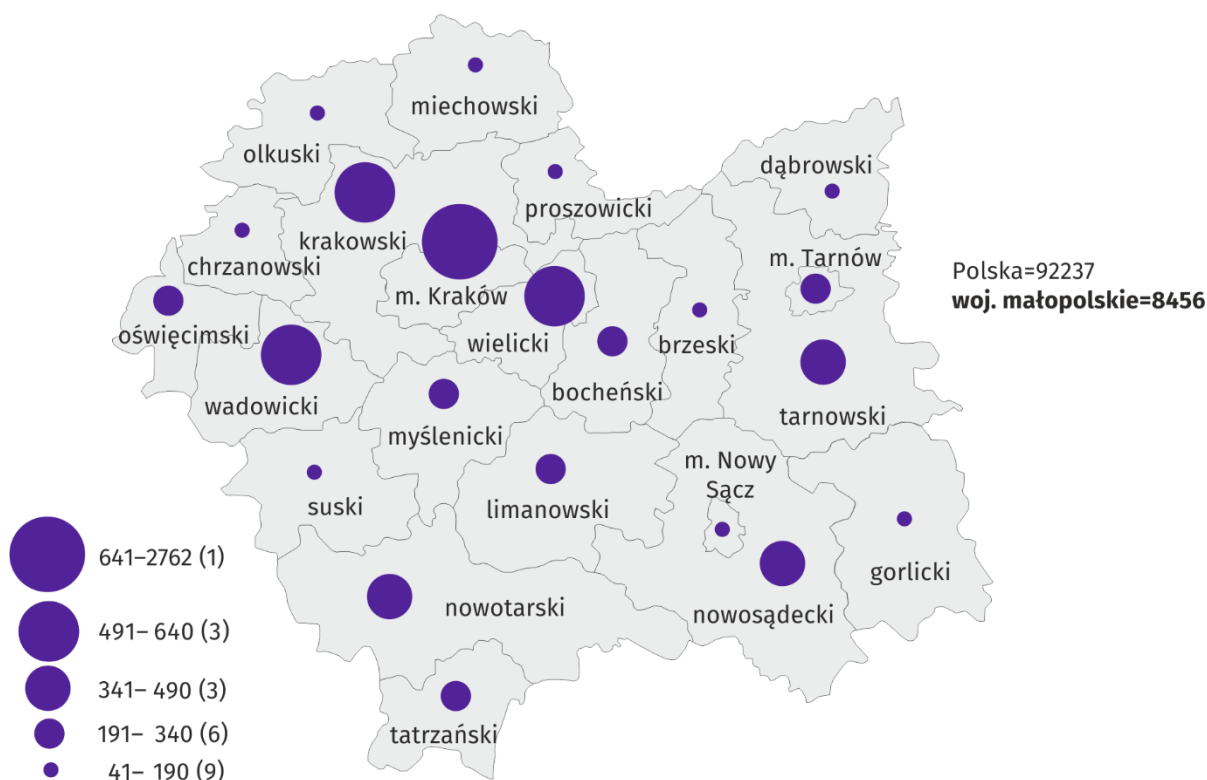 miechowski
olkuski
dąbrowski
proszowicki
krakowski
chrzanowski
m. Tarnów
Polska=92237
woj. małopolskie=8456
m. Kraków
oświęcimski
wielicki
brzeski
bocheński
wadowicki
tarnowski
myślenicki
m. Nowy
Sącz
suski
limanowski
gorlicki
nowotarski
nowosądecki
tatrzański
641–2762 (1)
491– 640 (3)
341– 490 (3)
191– 340 (6)
41– 190 (9)